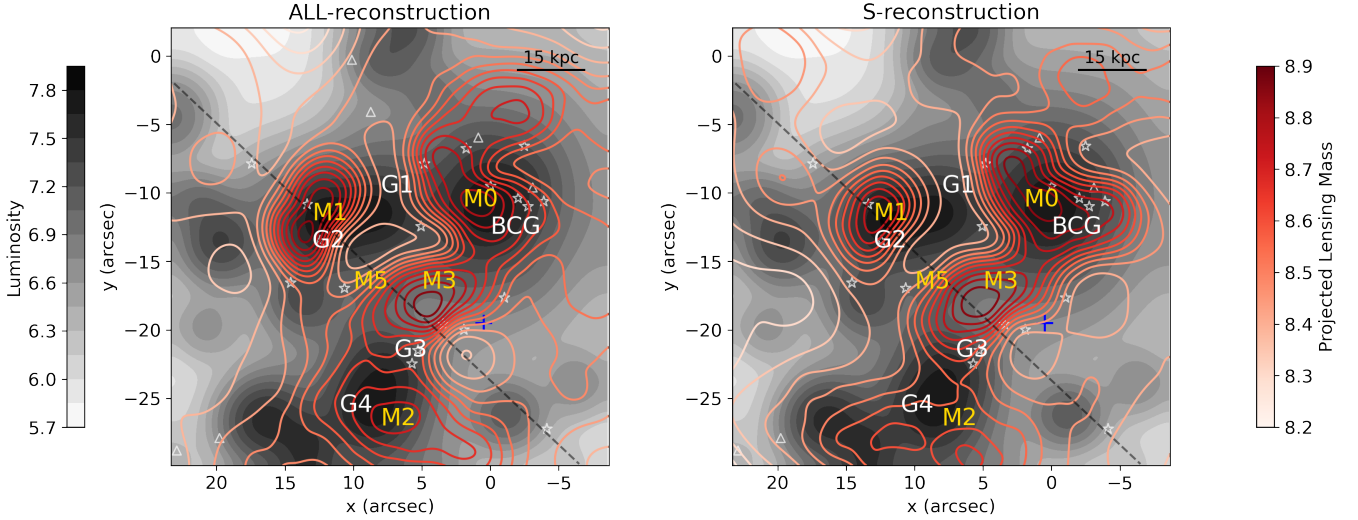 ALL-reconstruction
S-reconstruction
15 kpc
15 kpc
Luminosity
7.8
7.5
7.2
6.9
6.6
6.3
6.0
5.7
y (arcsec)
0
−5
−10
−15
−20
−25
G1
M0
M1
BCG
G2
M5
M3
G3
G4
M2
20
15
10
5
0
−5
x (arcsec)
y (arcsec)
0
−5
−10
−15
−20
−25
G1
M0
M1
BCG
G2
M5
M3
G3
G4
M2
20
15
10
5
0
−5
x (arcsec)
8.9
8.8
8.7
8.6
8.5
8.4
8.3
8.2
Projected Lensing Mass